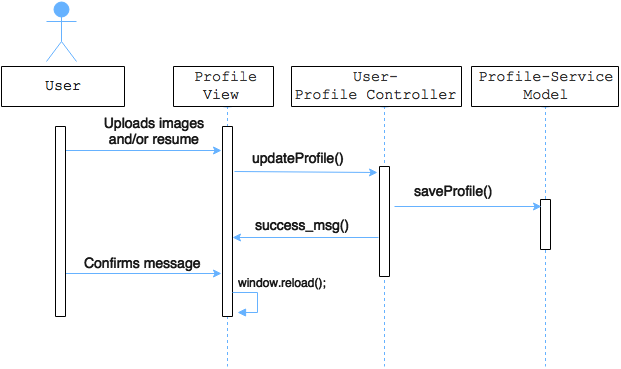 User
Profile
View
User-
Profile Controller
Profile-Service
Model
Uploads images
and/or resume
updateProfile()
saveProfile()
success_msg()
Confirms message
window.reload();